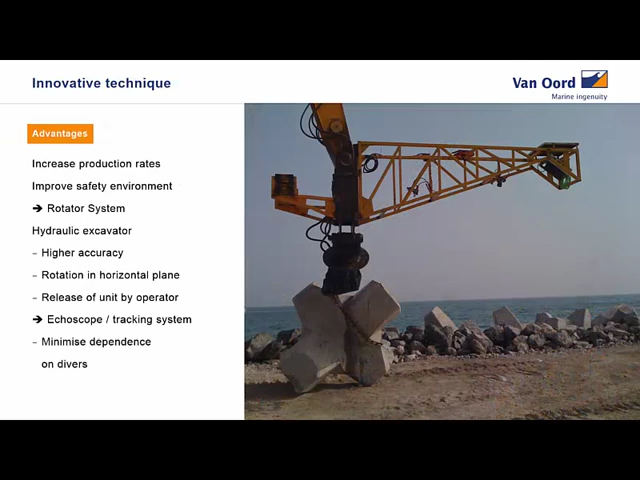 Innovative technique
Van Oord
Marine ingenuity
Advantages
Increase production rates
Improve safety environment
➔ Rotator System
Hydraulic excavator
– Higher accuracy
– Rotation in horizontal plane
– Release of unit by operator
➔ Echoscope / tracking system
– Minimise dependence
on divers